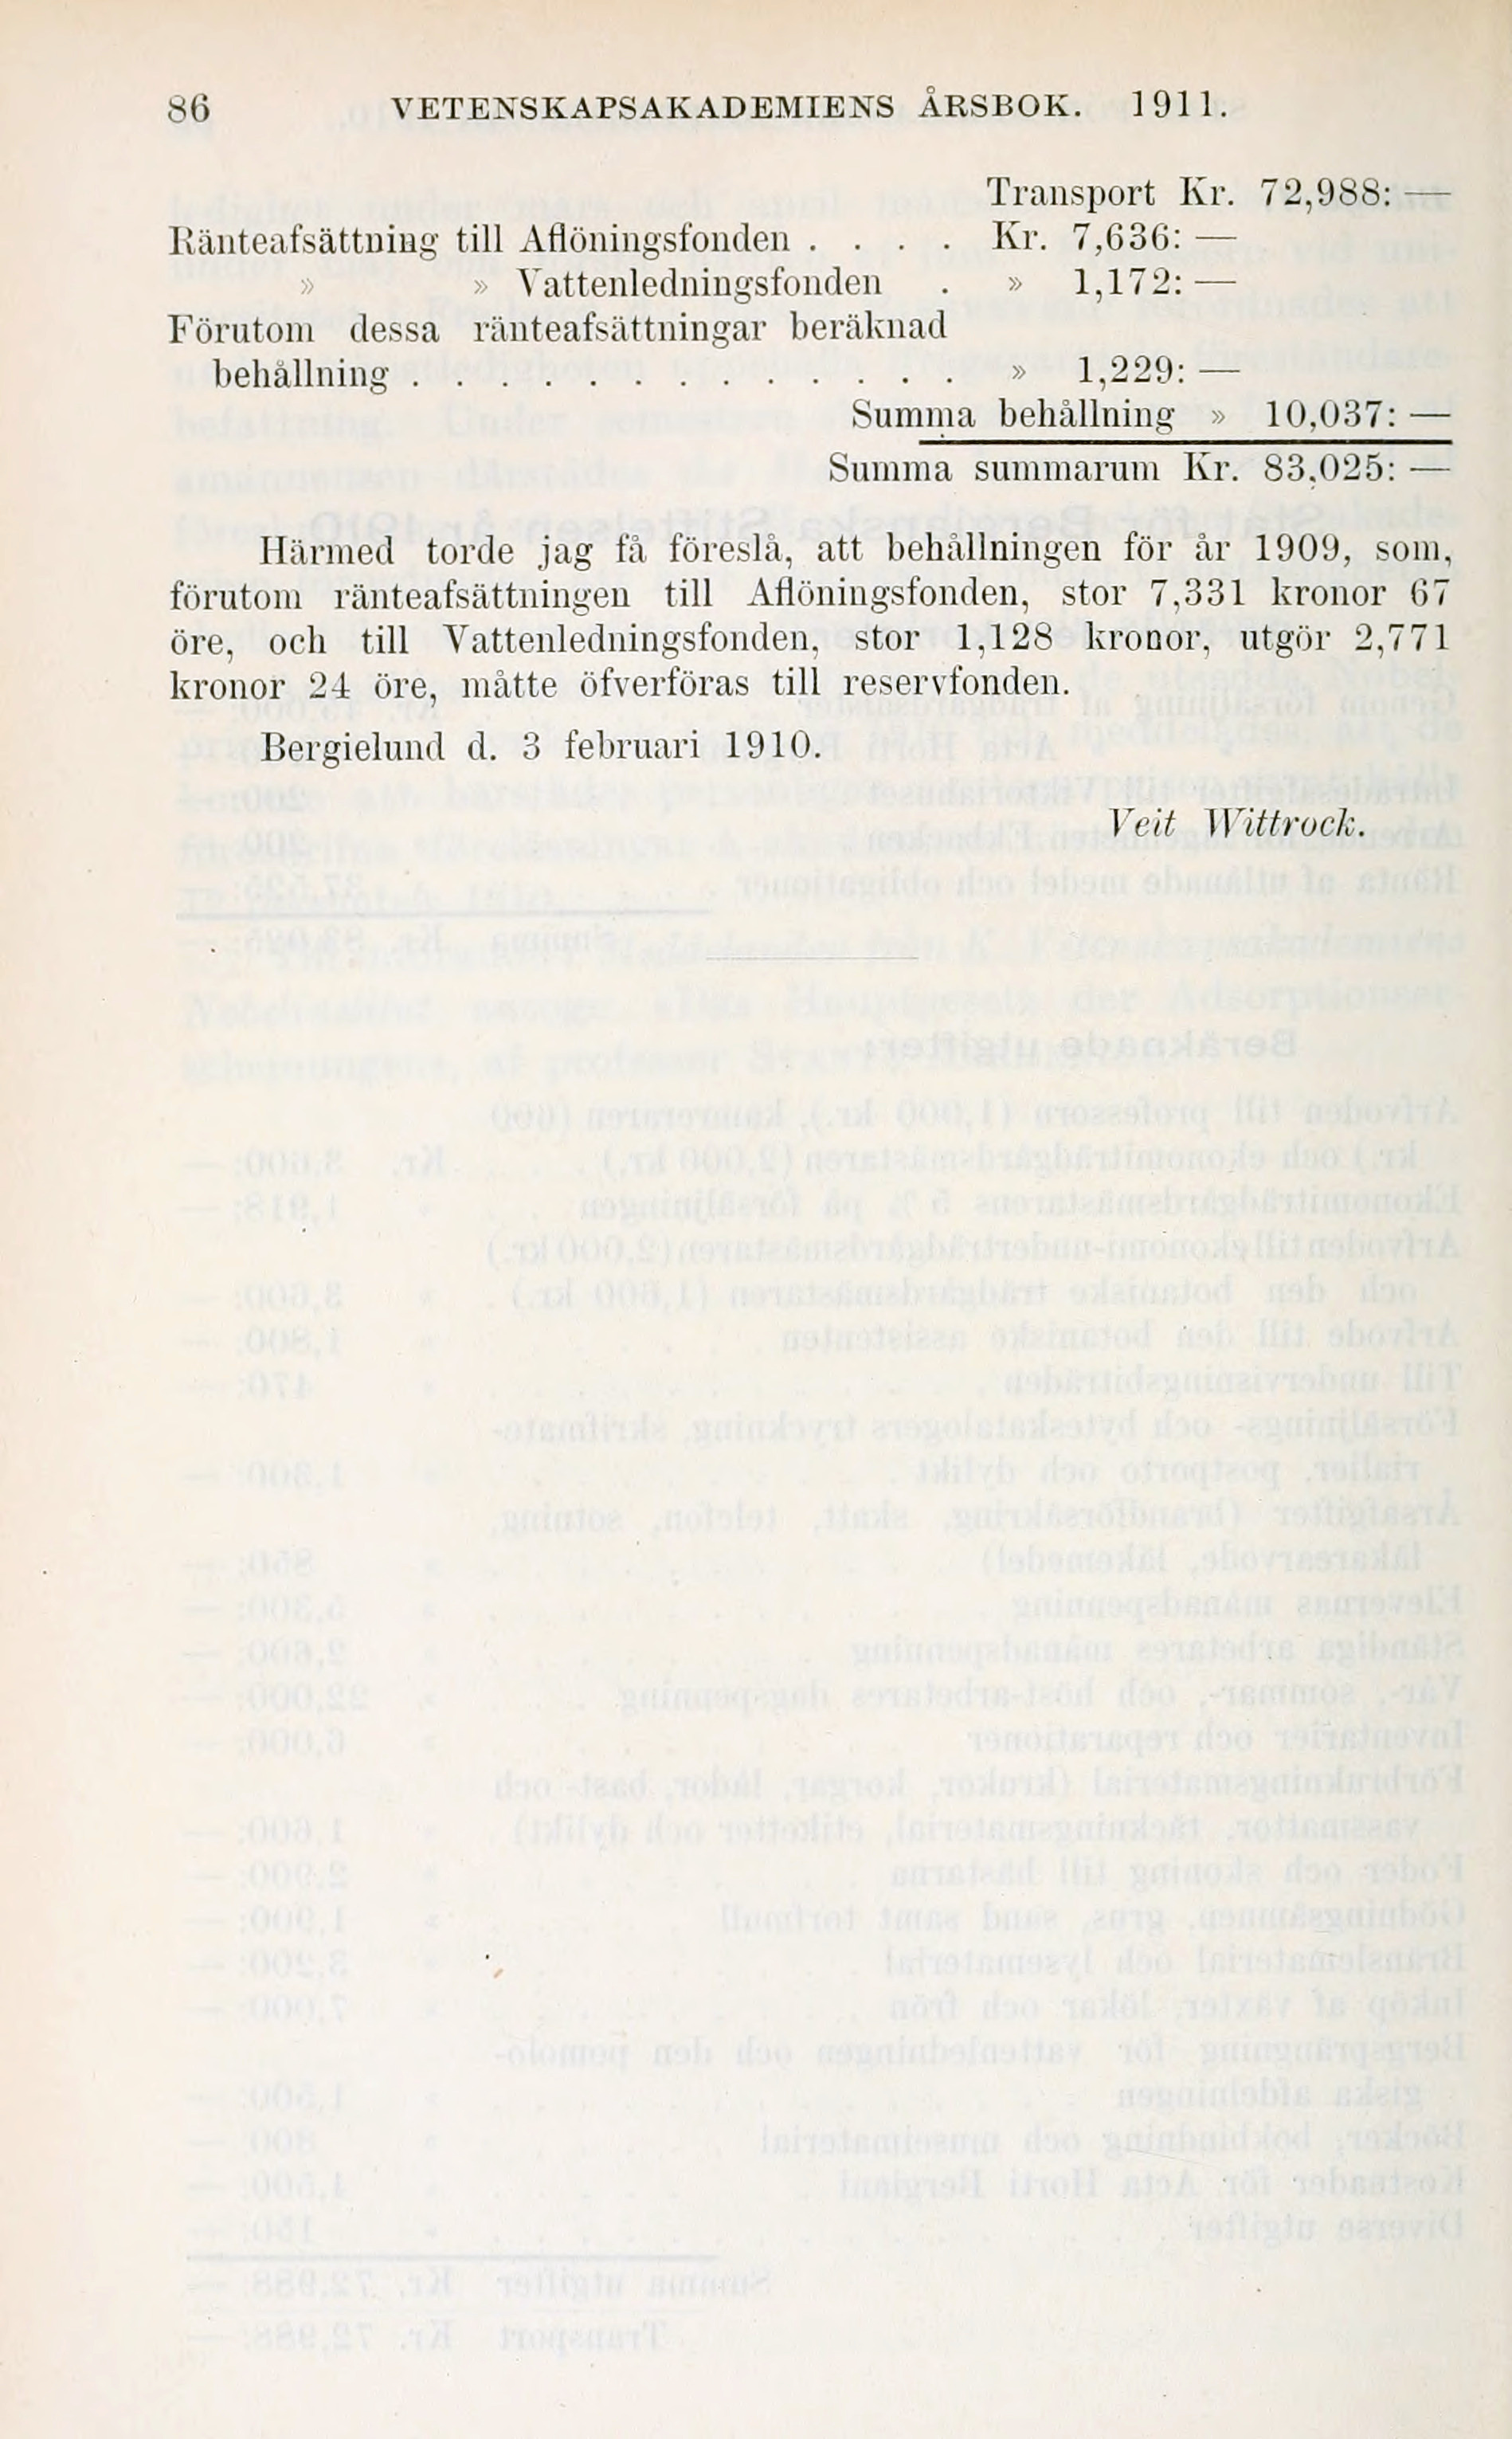 86 VETENSKAPSAKADEMIENS ÅRSBOK. 1911.
Transport Kr. 72,988: —
Ränteafsättning till Aflöningsfonden . . . . Kr. 7,636: —
» » Vattenledningsfonden . » 1,172: —
Förutom dessa ränteafsättningar beräknad
behållning . . . . . . . . . . . . . » 1,229: —
Summa behållning » 10,037: —
Summa summarum Kr. 83,025: —
Härmed torde jag få föreslå, att behållningen för år 1909, som,
förutom ränteafsättningen till Aflöningsfonden, stor 7,331 kronor 67
öre, och till Vattenledningsfonden, stor 1,128 kronor, utgör 2,771
kronor 24 öre, måtte öfverföras till reservfonden.
Bergielund d. 3 februari 1910.
Veit Wittrock.